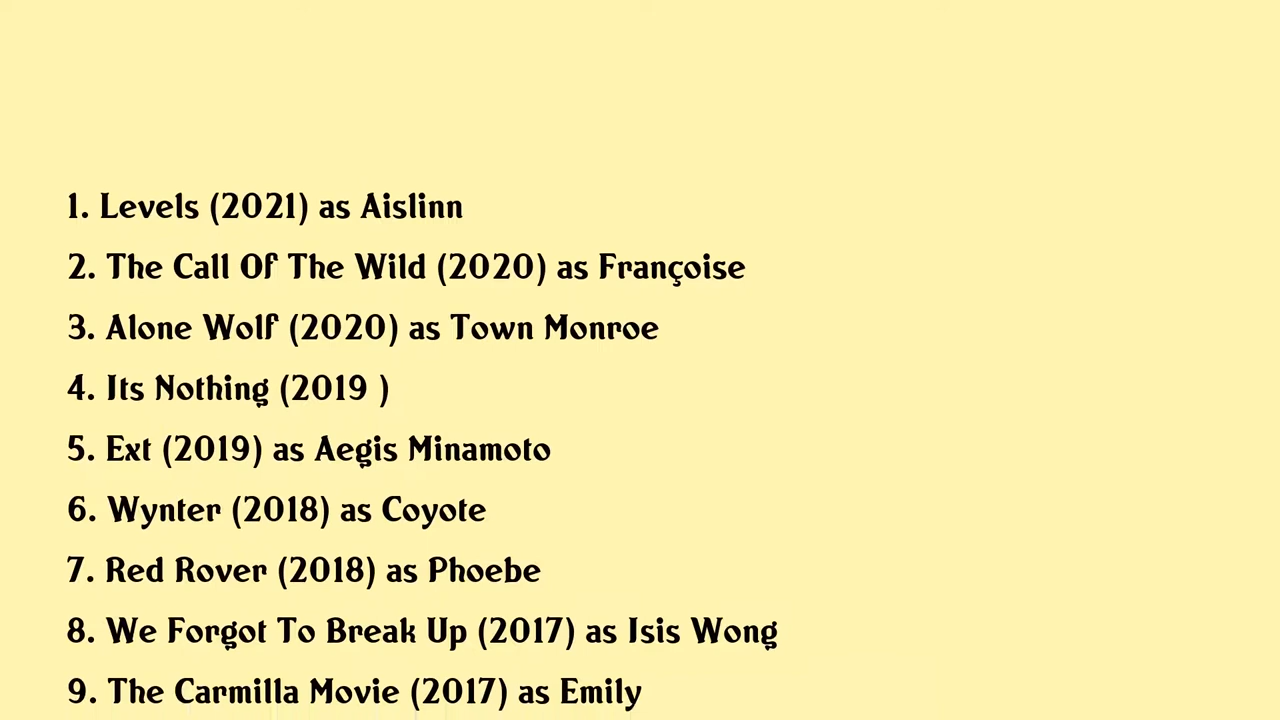 1. Levels (2021) as Aislinn
2. The Call Of The Wild (2020) as Françoise
3. Alone Wolf (2020) as Town Monroe
4. Its Nothing (2019 )
5. Ext (2019) as Aegis Minamoto
6. Wynter (2018) as Coyote
7. Red Rover (2018) as Phoebe
8. We Forgot To Break Up (2017) as Isis Wong
9. The Carmilla Movie (2017) as Emily